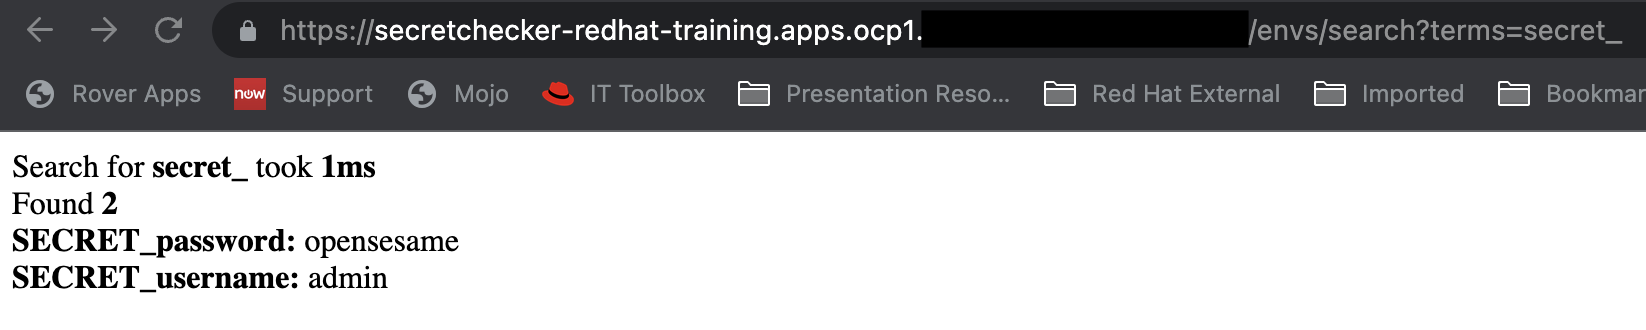 https://secretchecker-redhat-training.apps.ocp1. /envs/search?terms=secret_
Rover Apps now Support Mojo IT Toolbox Presentation Reso... Red Hat External Imported Bookmar
Search for secret_ took 1ms
Found 2
SECRET_password: opensesame
SECRET_username: admin